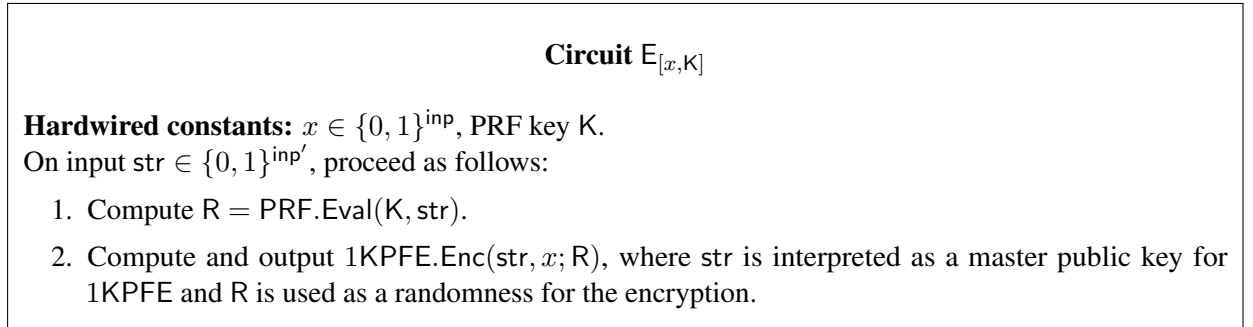 Circuit E[x,K]
Hardwired constants: x ∈ {0, 1}^inp, PRF key K.
On input str ∈ {0, 1}^inp′, proceed as follows:
1. Compute R = PRF.Eval(K, str).
2. Compute and output 1KPFE.Enc(str, x; R), where str is interpreted as a master public key for
1KPFE and R is used as a randomness for the encryption.